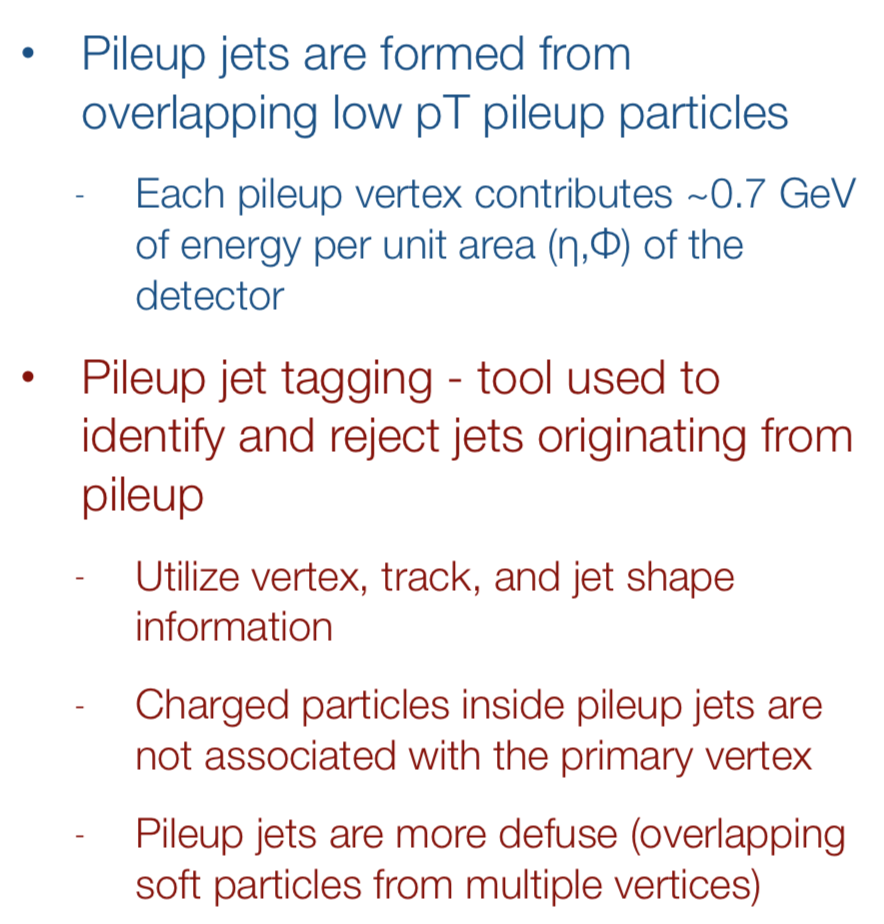 • Pileup jets are formed from
overlapping low pT pileup particles
- Each pileup vertex contributes ~0.7 GeV
of energy per unit area (η,Φ) of the
detector
• Pileup jet tagging - tool used to
identify and reject jets originating from
pileup
- Utilize vertex, track, and jet shape
information
- Charged particles inside pileup jets are
not associated with the primary vertex
- Pileup jets are more defuse (overlapping
soft particles from multiple vertices)